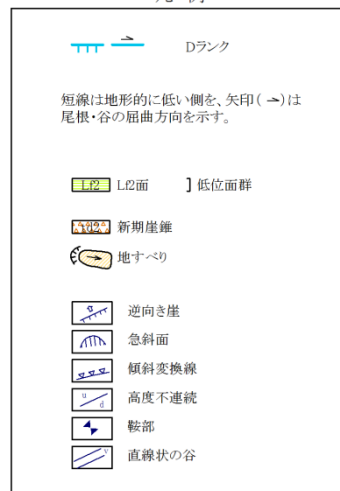 Dランク
短線は地形的に低い側を、矢印(→)は
尾根・谷の屈曲方向を示す。
Lf2 Lf2面 ]低位面群
新期崖錐
地すべり
逆向き崖
急斜面
傾斜変換線
u d 高度不連続
鞍部
v 直線状の谷